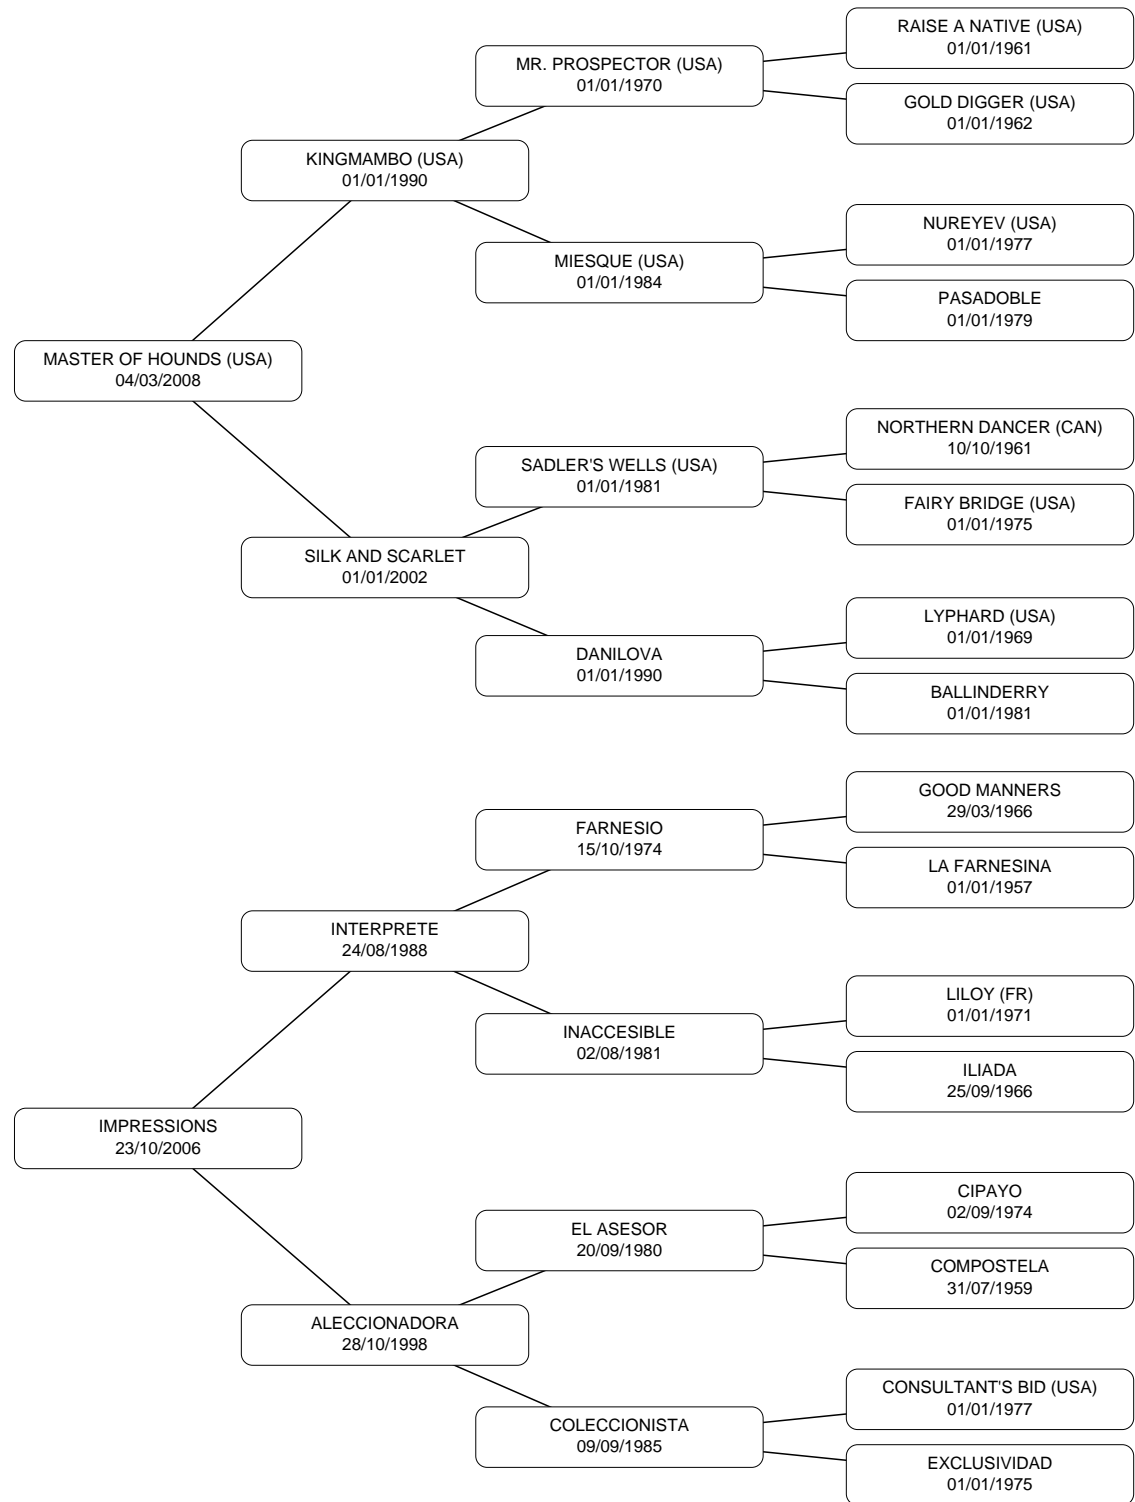 RAISE A NATIVE (USA)
01/01/1961
MR. PROSPECTOR (USA)
01/01/1970
GOLD DIGGER (USA)
01/01/1962
KINGMAMBO (USA)
01/01/1990
NUREYEV (USA)
01/01/1977
MIESQUE (USA)
01/01/1984
PASADOBLE
01/01/1979
MASTER OF HOUNDS (USA)
04/03/2008
NORTHERN DANCER (CAN)
10/10/1961
SADLER'S WELLS (USA)
01/01/1981
FAIRY BRIDGE (USA)
01/01/1975
SILK AND SCARLET
01/01/2002
LYPHARD (USA)
01/01/1969
DANILOVA
01/01/1990
BALLINDERRY
01/01/1981
GOOD MANNERS
29/03/1966
FARNESIO
15/10/1974
LA FARNESINA
01/01/1957
INTERPRETE
24/08/1988
LILOY (FR)
01/01/1971
INACCESIBLE
02/08/1981
ILIADA
25/09/1966
IMPRESSIONS
23/10/2006
CIPAYO
02/09/1974
EL ASESOR
20/09/1980
COMPOSTELA
31/07/1959
ALECCIONADORA
28/10/1998
CONSULTANT'S BID (USA)
01/01/1977
COLECCIONISTA
09/09/1985
EXCLUSIVIDAD
01/01/1975